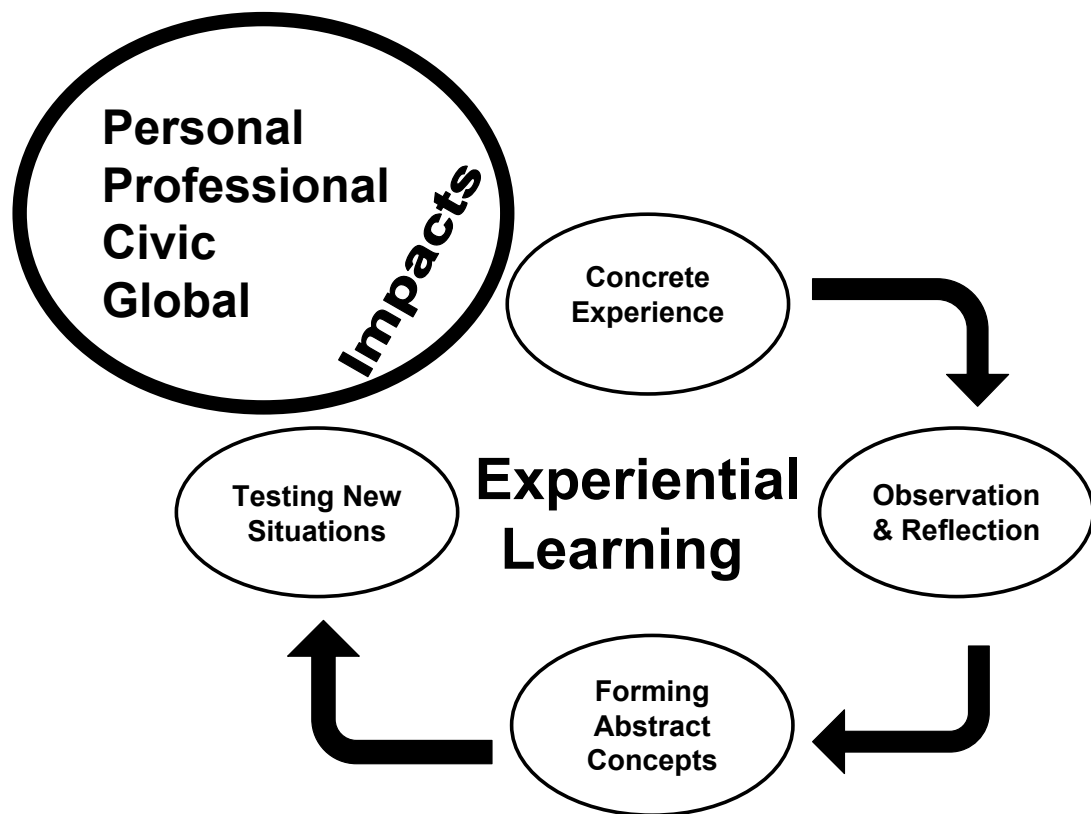 Personal
Professional
Civic
Global
Impacts
Concrete
Experience
Observation
& Reflection
Forming
Abstract
Concepts
Testing New
Situations
Experiential
Learning